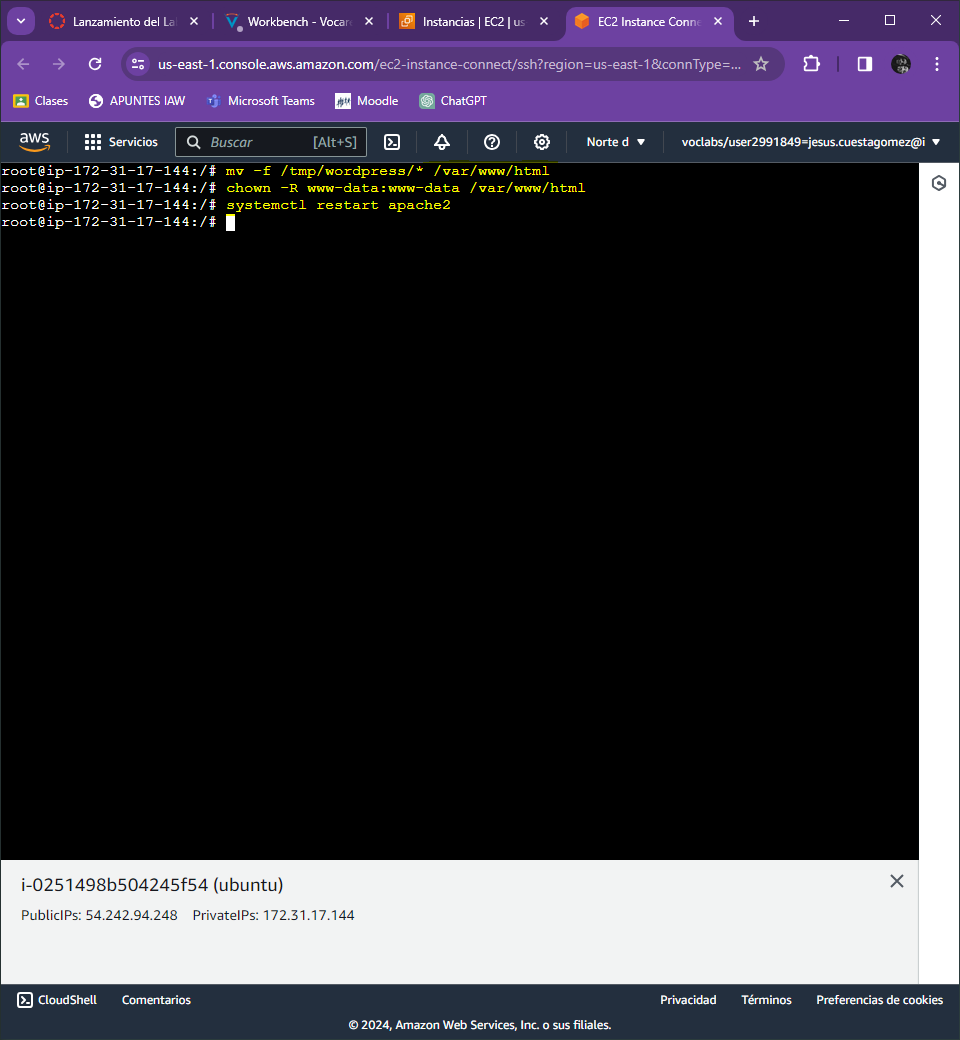 Lanzamiento del La
Workbench - Vocar
Instancias | EC2 | us
EC2 Instance Conne
us-east-1.console.aws.amazon.com/ec2-instance-connect/ssh?region=us-east-1&connType=...
Clases
APUNTES IAW
Microsoft Teams
Moodle
ChatGPT
aws
Servicios
Buscar
[Alt+S]
Norte d
voclabs/user2991849=jesus.cuestagomez@i
root@ip-172-31-17-144:/# mv -f /tmp/wordpress/* /var/www/html
root@ip-172-31-17-144:/# chown -R www-data:www-data /var/www/html
root@ip-172-31-17-144:/# systemctl restart apache2
root@ip-172-31-17-144:/#
i-0251498b504245f54 (ubuntu)
PublicIPs: 54.242.94.248 PrivateIPs: 172.31.17.144
CloudShell
Comentarios
Privacidad
Términos
Preferencias de cookies
© 2024, Amazon Web Services, Inc. o sus filiales.